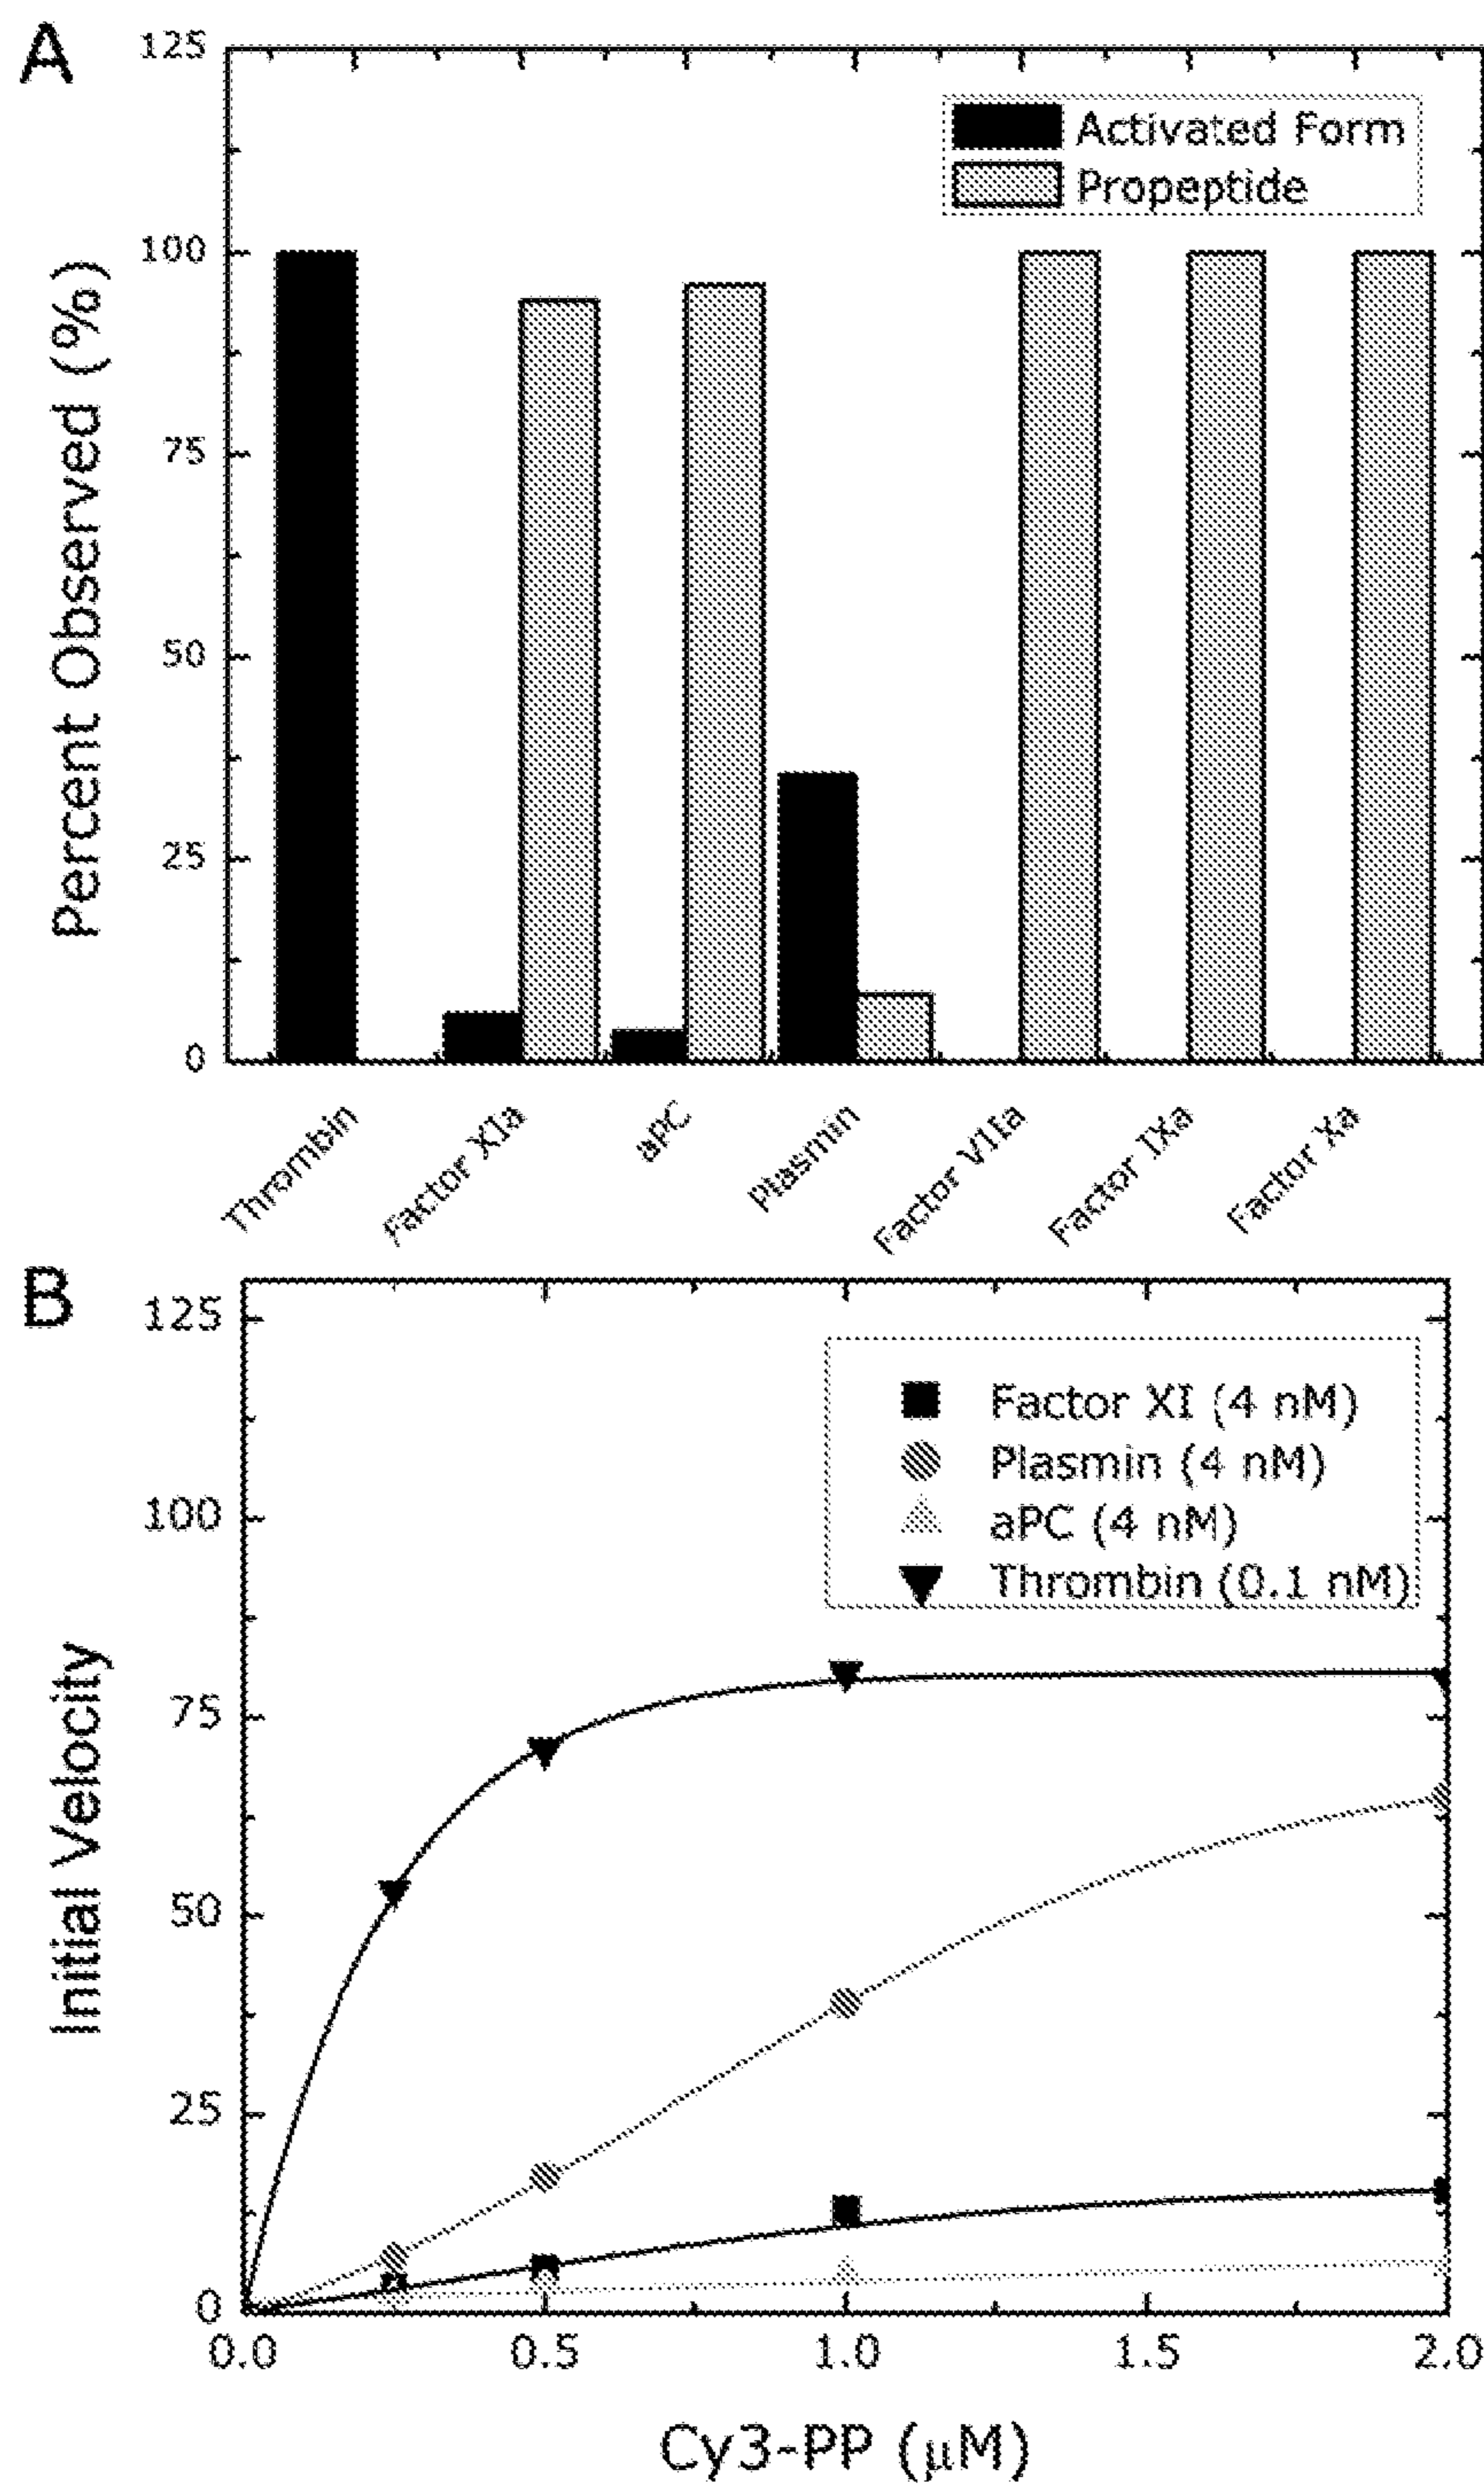 A
125
100
75
50
25
0
Percent Observed (%)
Activated Form
Propeptide
Thrombin
Factor XIa
aPC
Plasmin
Factor VIIa
Factor IXa
Factor Xa
B
125
100
75
50
25
0
Initial Velocity
Factor XI (4 nM)
Plasmin (4 nM)
aPC (4 nM)
Thrombin (0.1 nM)
0.0 0.5 1.0 1.5 2.0
Cy3-PP (μM)